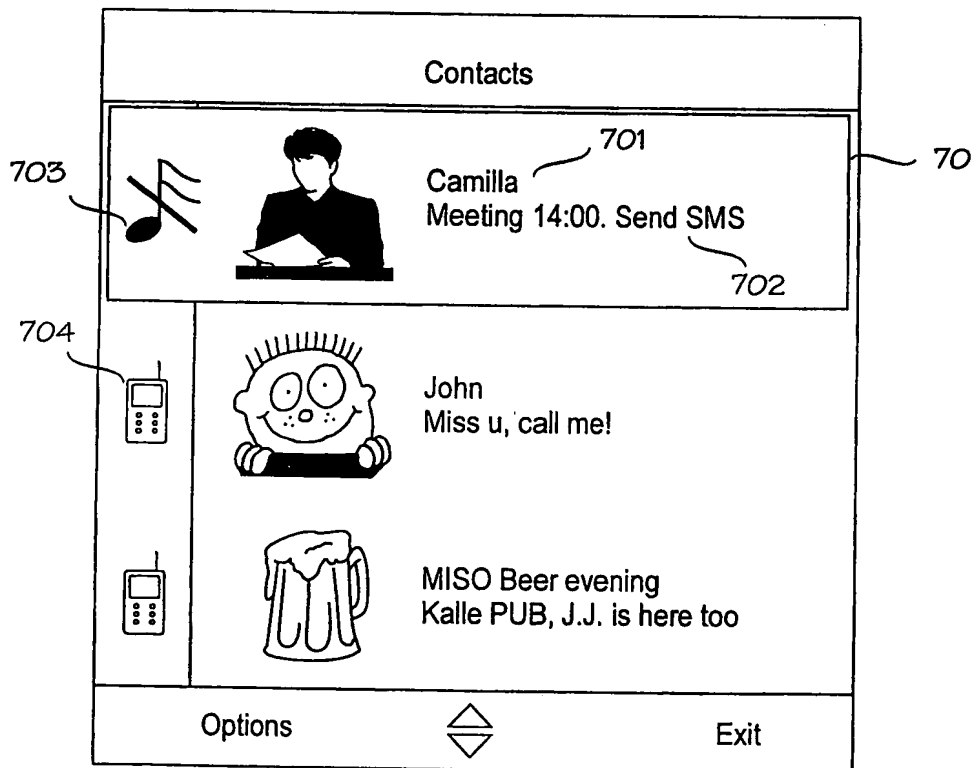 Contacts
701
70
703
Camilla
Meeting 14:00. Send SMS
702
704
John
Miss u, call me!
MISO Beer evening
Kalle PUB, J.J. is here too
Options
Exit